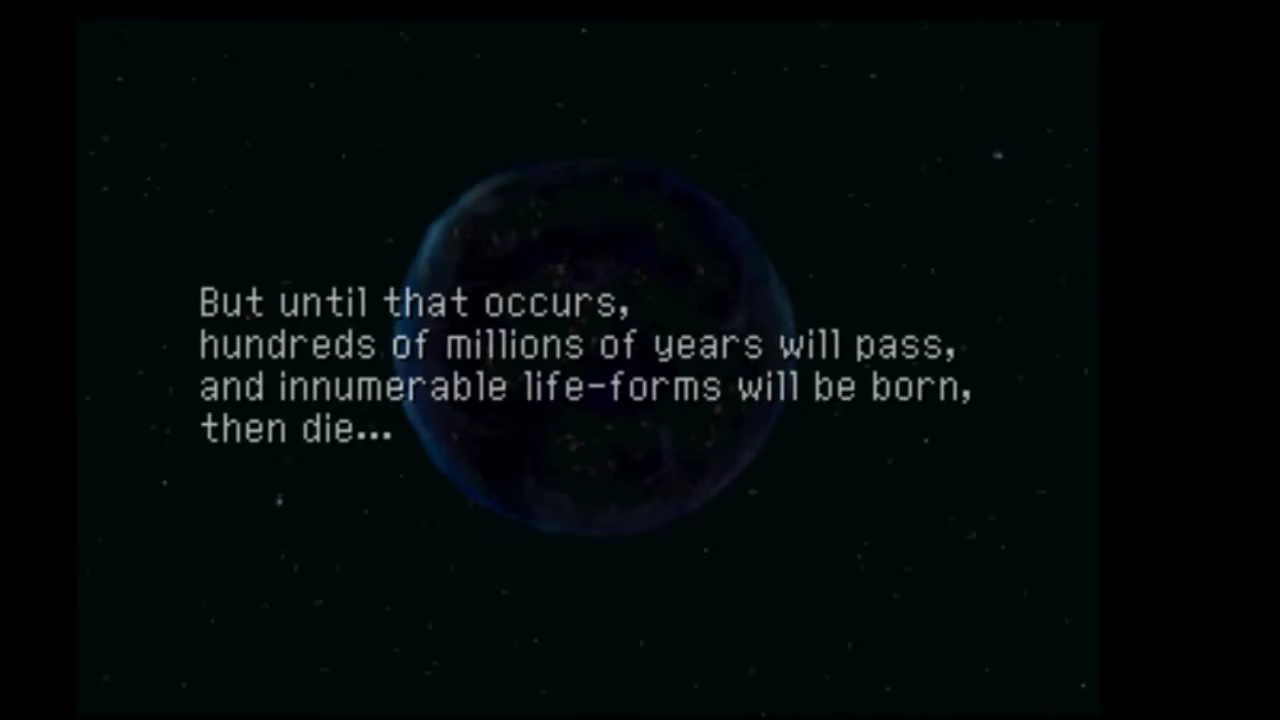 But until that occurs,
hundreds of millions of years will pass,
and innumerable life-forms will be born,
then die...